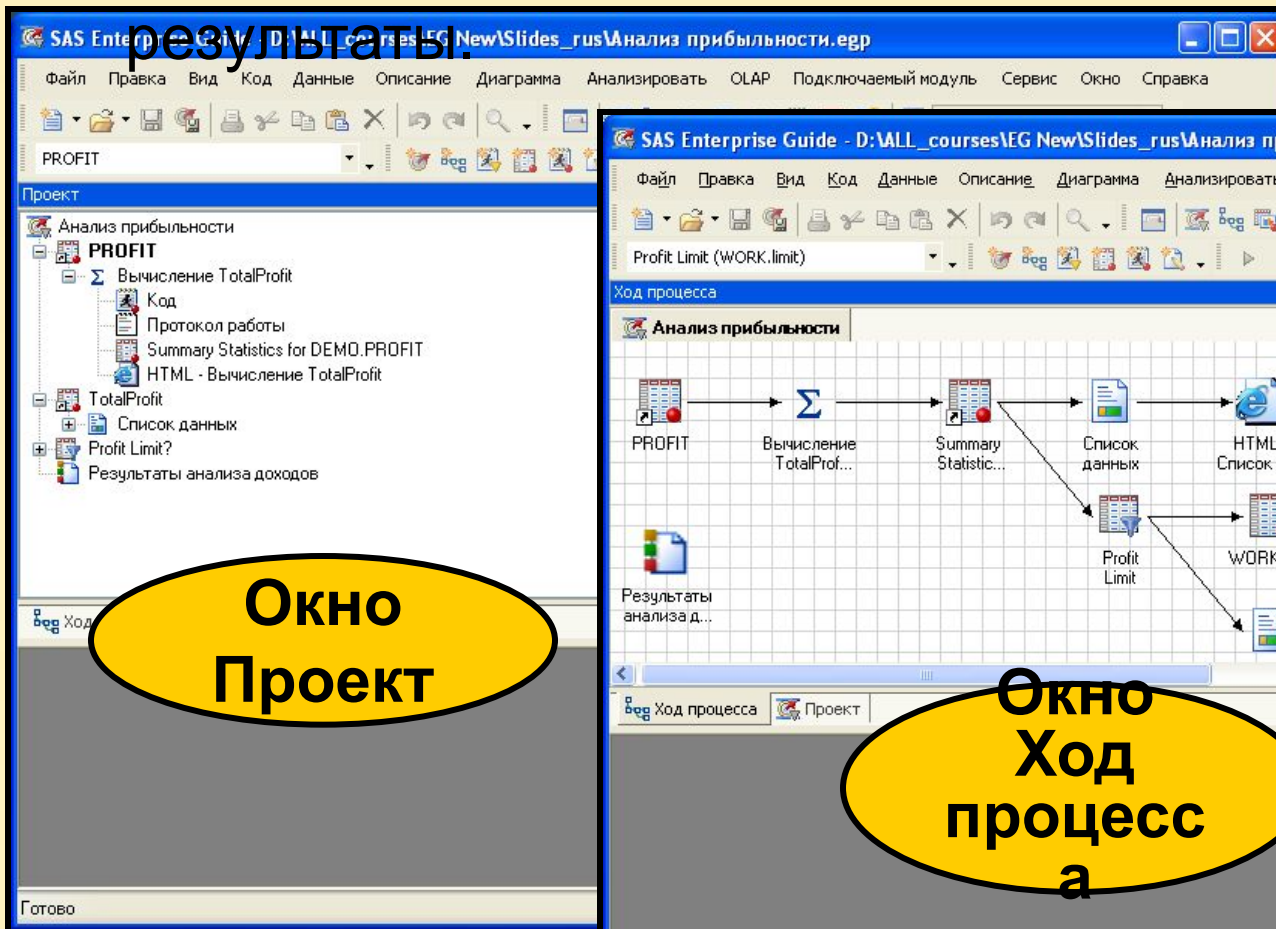 результаты.
SAS Enterprise Guide - D:\ALL_courses\EG New\Slides_rus\Анализ прибыльности.egp
Файл Правка Вид Код Данные Описание Диаграмма Анализировать OLAP Подключаемый модуль Сервис Окно Справка
PROFIT
Проект
Анализ прибыльности
PROFIT
Вычисление TotalProfit
Код
Протокол работы
Summary Statistics for DEMO.PROFIT
HTML - Вычисление TotalProfit
TotalProfit
Список данных
Profit Limit?
Результаты анализа доходов
Ход
Окно
Проект
Готово
SAS Enterprise Guide - D:\ALL_courses\EG New\Slides_rus\Анализ п
Файл Правка Вид Код Данные Описание Диаграмма Анализировать
Profit Limit (WORK.limit)
Ход процесса
Анализ прибыльности
PROFIT
Вычисление
TotalProf...
Summary
Statistic...
Список
данных
HTML
Список
Profit
Limit
WORK
Результаты
анализа д...
Ход процесса Проект
Окно
Ход
процесс
а